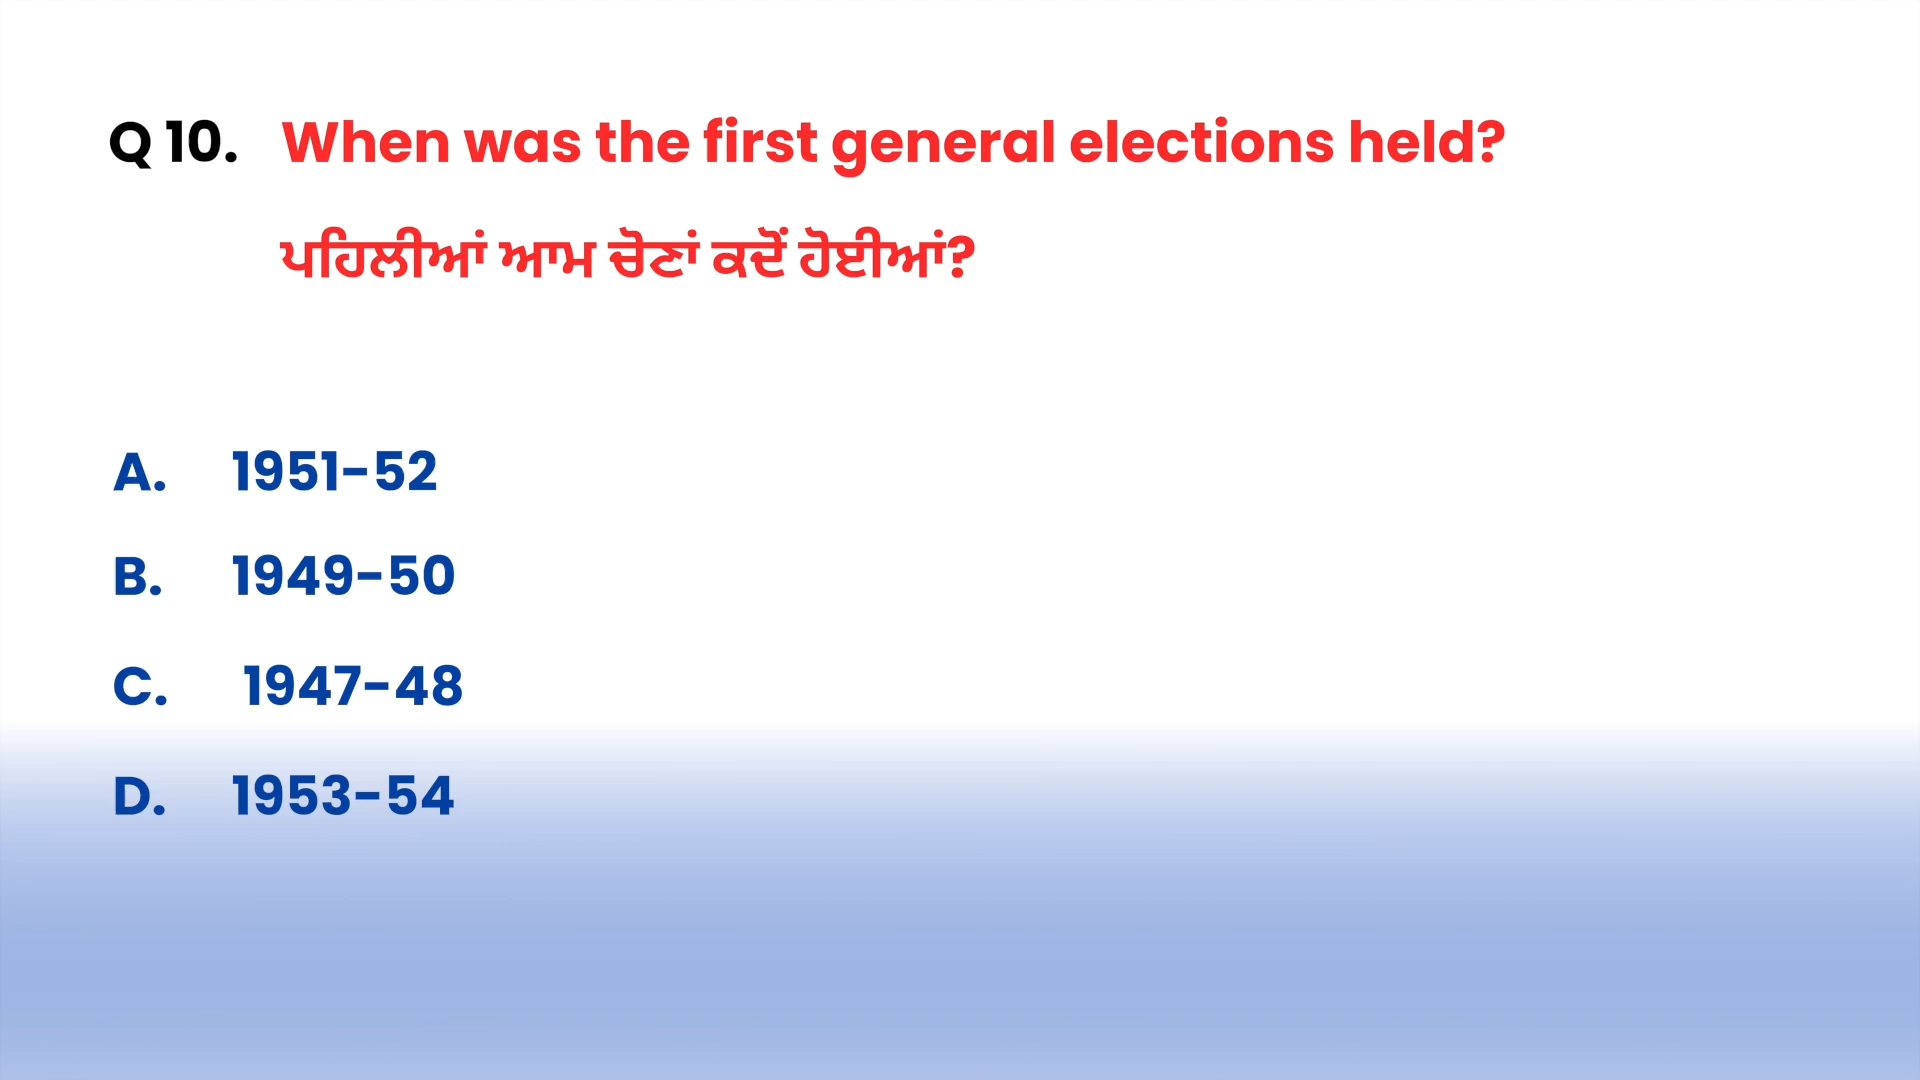 Q 10. When was the first general elections held?
ਪਹਿਲੀਆਂ ਆਮ ਚੋਣਾਂ ਕਦੋਂ ਹੋਈਆਂ?
A. 1951-52
B. 1949-50
C. 1947-48
D. 1953-54